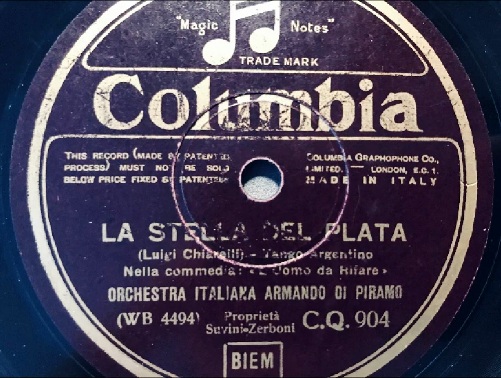 "Magic Notes"
TRADE MARK
Columbia
THIS RECORD (MADE BY PATENTED
PROCESS) MUST NOT BE SOLD
BELOW PRICE FIXED BY PATENTEES
COLUMBIA GRAPHOPHONE CO.,
LIMITED. — LONDON, E.C.1.
MADE IN ITALY
LA STELLA DEL PLATA
(Luigi Chiarelli) - Tango Argentino
Nella commedia: «L'Uomo da Rifare»
ORCHESTRA ITALIANA ARMANDO DI PIRAMO
(WB 4494) Proprietà Suvini-Zerboni C.Q. 904
BIEM